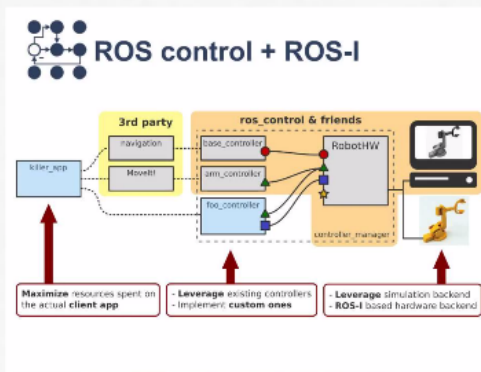 ROS control + ROS-I
3rd party
ros_control & friends
navigation
base_controller
RobotHW
killer_app
MoveIt!
arm_controller
foo_controller
controller_manager
Maximize resources spent on
the actual client app
- Leverage existing controllers
- Implement custom ones
- Leverage simulation backend
- ROS-I based hardware backend